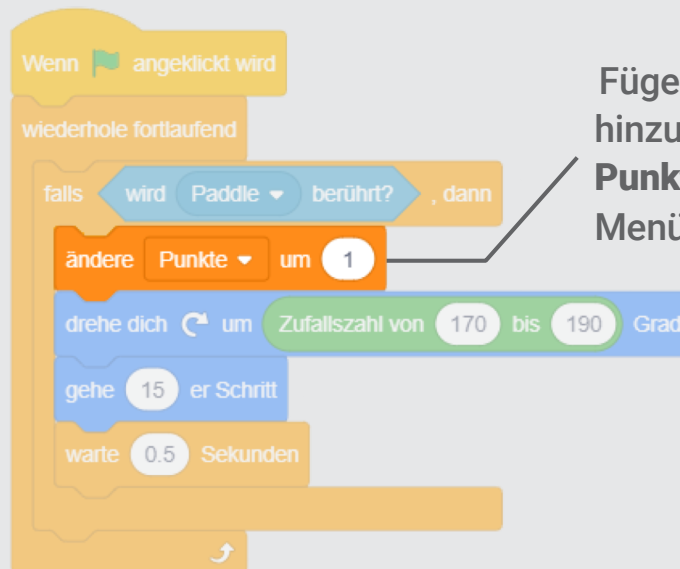 Wenn angeklickt wird
wiederhole fortlaufend
falls wird Paddle berührt? , dann
ändere Punkte um 1
drehe dich um Zufallszahl von 170 bis 190 Grad
gehe 15 er Schritt
warte 0.5 Sekunden
Füge
hinzu
Punk
Menü